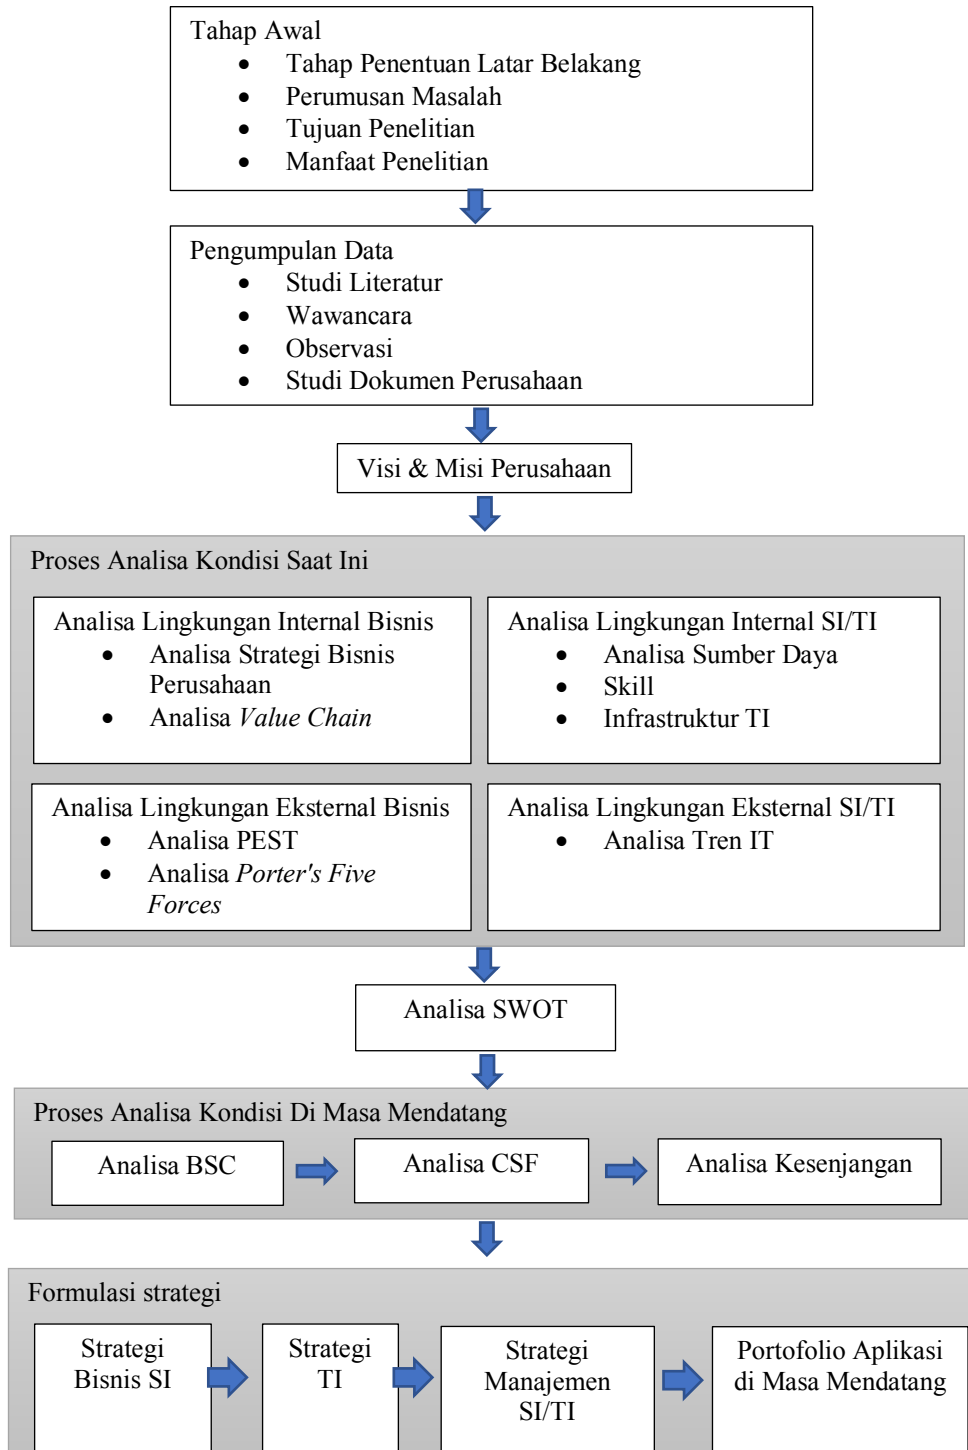 Tahap Awal
• Tahap Penentuan Latar Belakang
• Perumusan Masalah
• Tujuan Penelitian
• Manfaat Penelitian
Pengumpulan Data
• Studi Literatur
• Wawancara
• Observasi
• Studi Dokumen Perusahaan
Visi & Misi Perusahaan
Proses Analisa Kondisi Saat Ini
Analisa Lingkungan Internal Bisnis
• Analisa Strategi Bisnis
Perusahaan
• Analisa Value Chain
Analisa Lingkungan Internal SI/TI
• Analisa Sumber Daya
• Skill
• Infrastruktur TI
Analisa Lingkungan Eksternal Bisnis
• Analisa PEST
• Analisa Porter's Five
Forces
Analisa Lingkungan Eksternal SI/TI
• Analisa Tren IT
Analisa SWOT
Proses Analisa Kondisi Di Masa Mendatang
Analisa BSC
Analisa CSF
Analisa Kesenjangan
Formulasi strategi
Strategi
Bisnis SI
Strategi
TI
Strategi
Manajemen
SI/TI
Portofolio Aplikasi
di Masa Mendatang